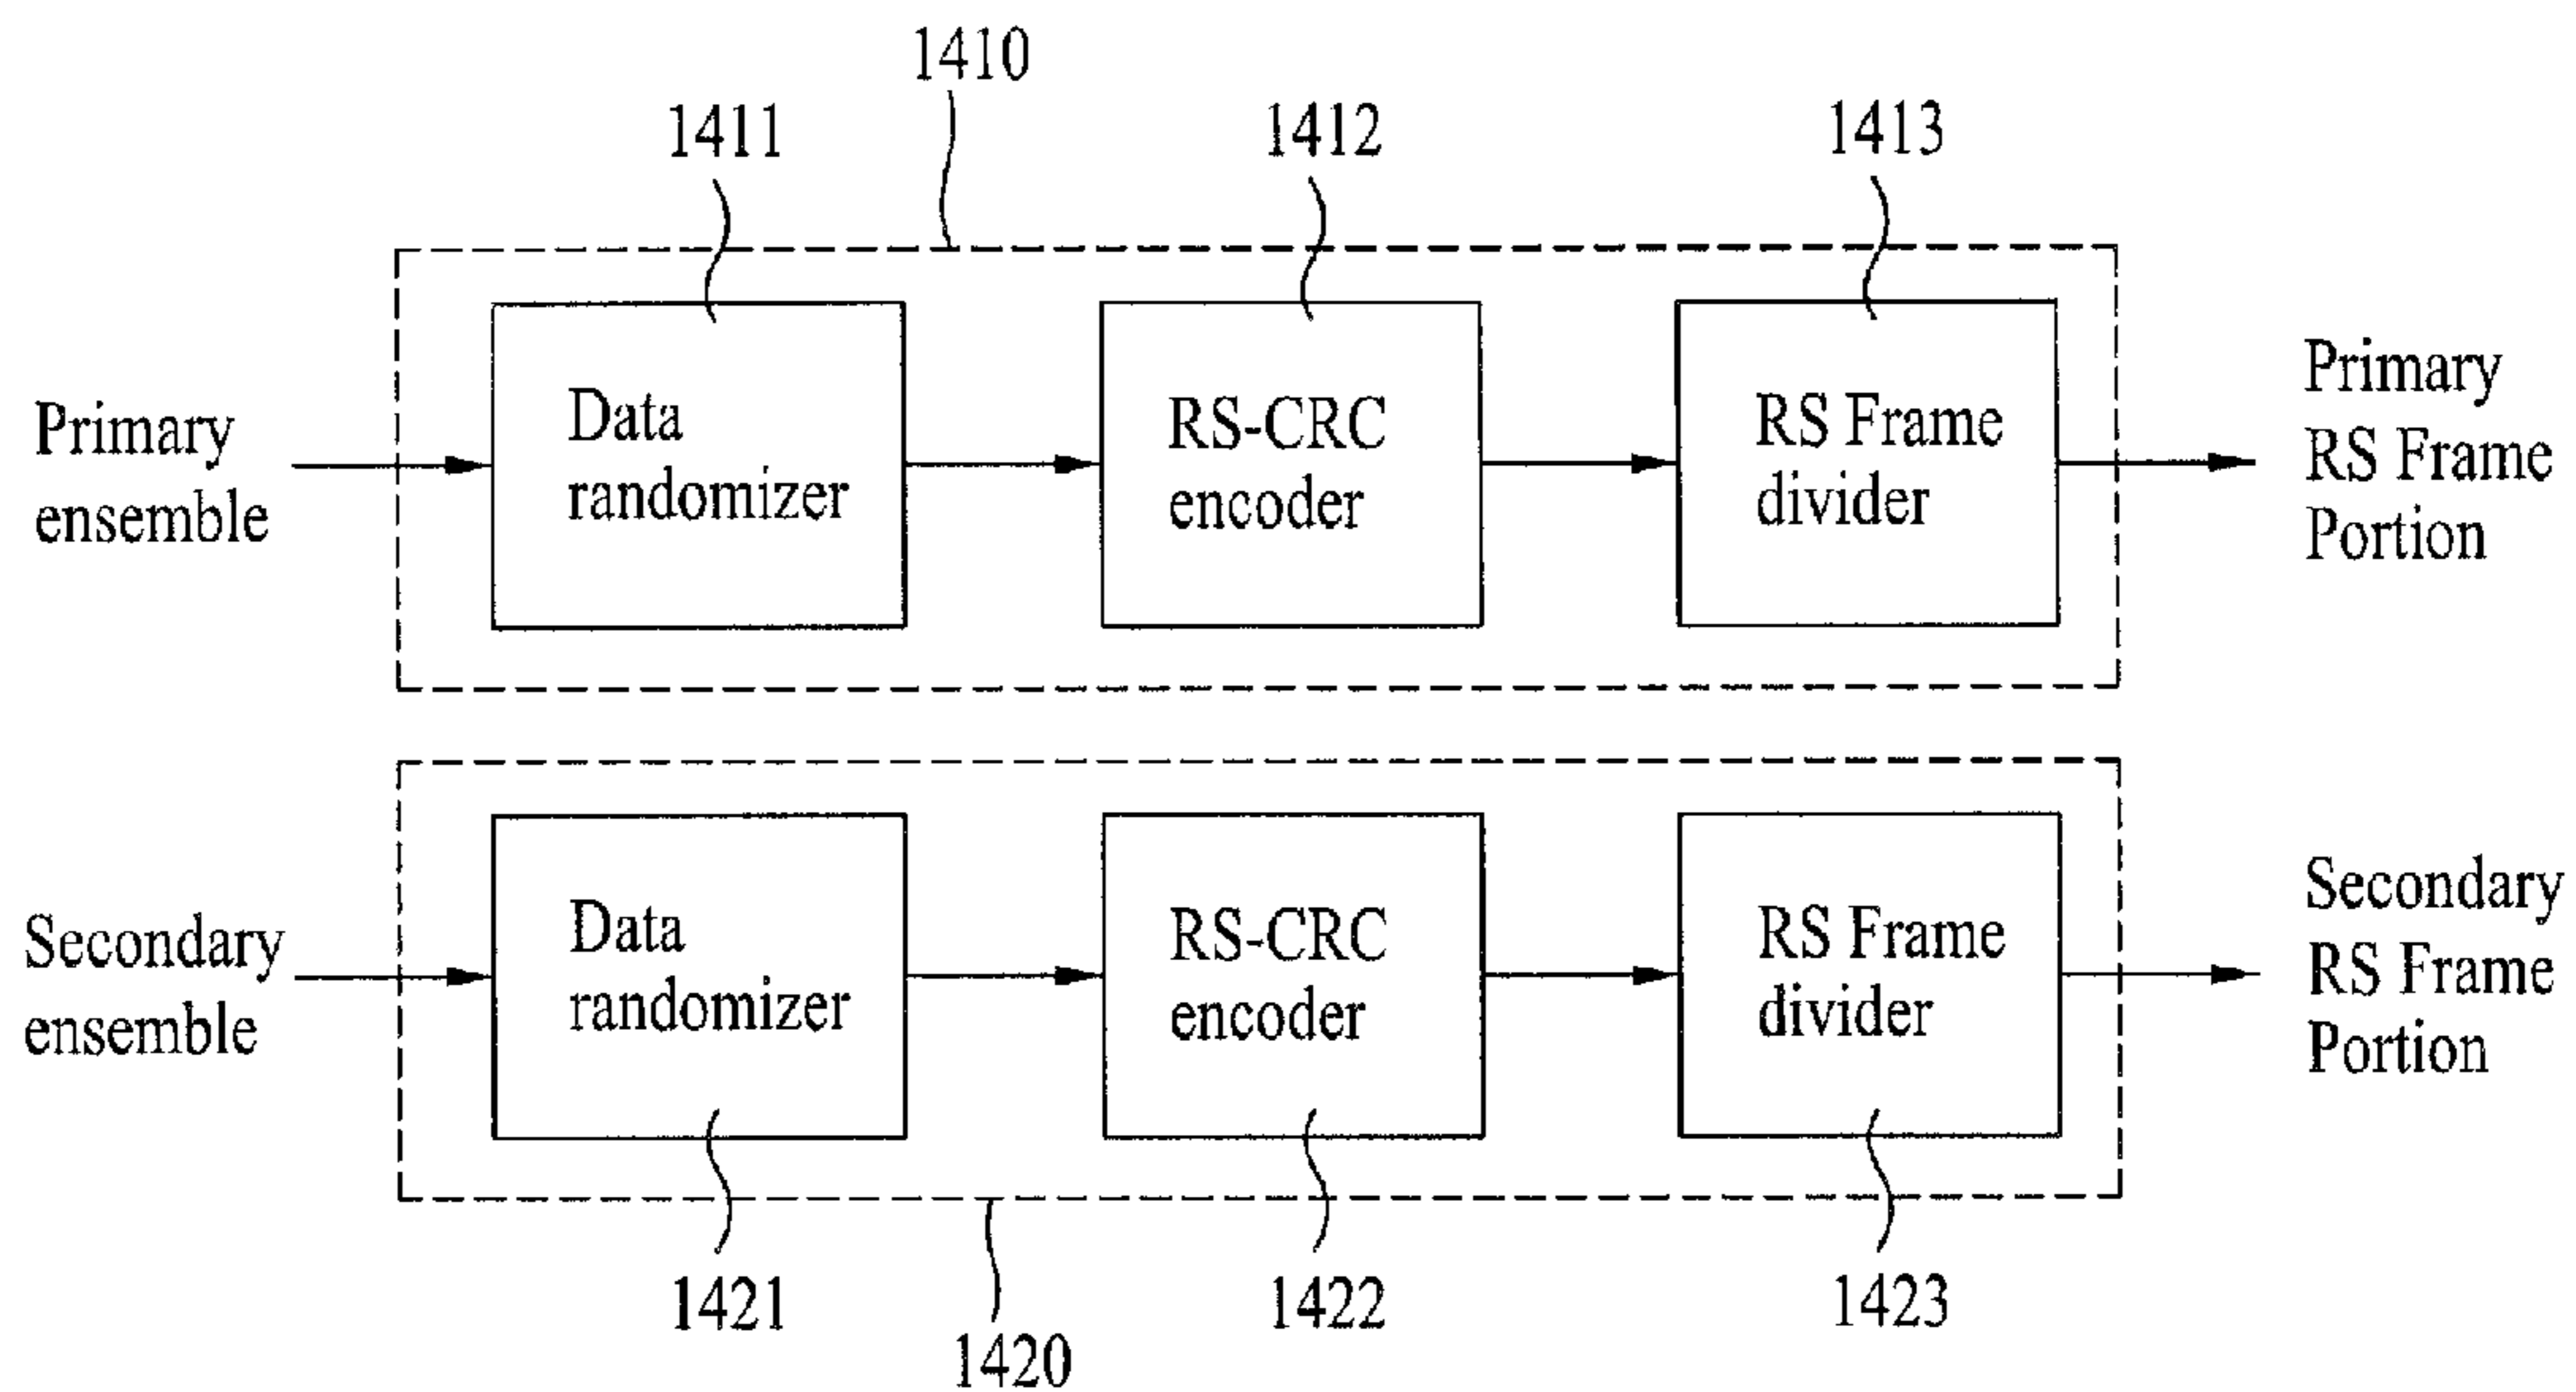 1410
1411
1412
1413
Primary
ensemble
Data
randomizer
RS-CRC
encoder
RS Frame
divider
Primary
RS Frame
Portion
Secondary
ensemble
Data
randomizer
RS-CRC
encoder
RS Frame
divider
Secondary
RS Frame
Portion
1421
1422
1423
1420